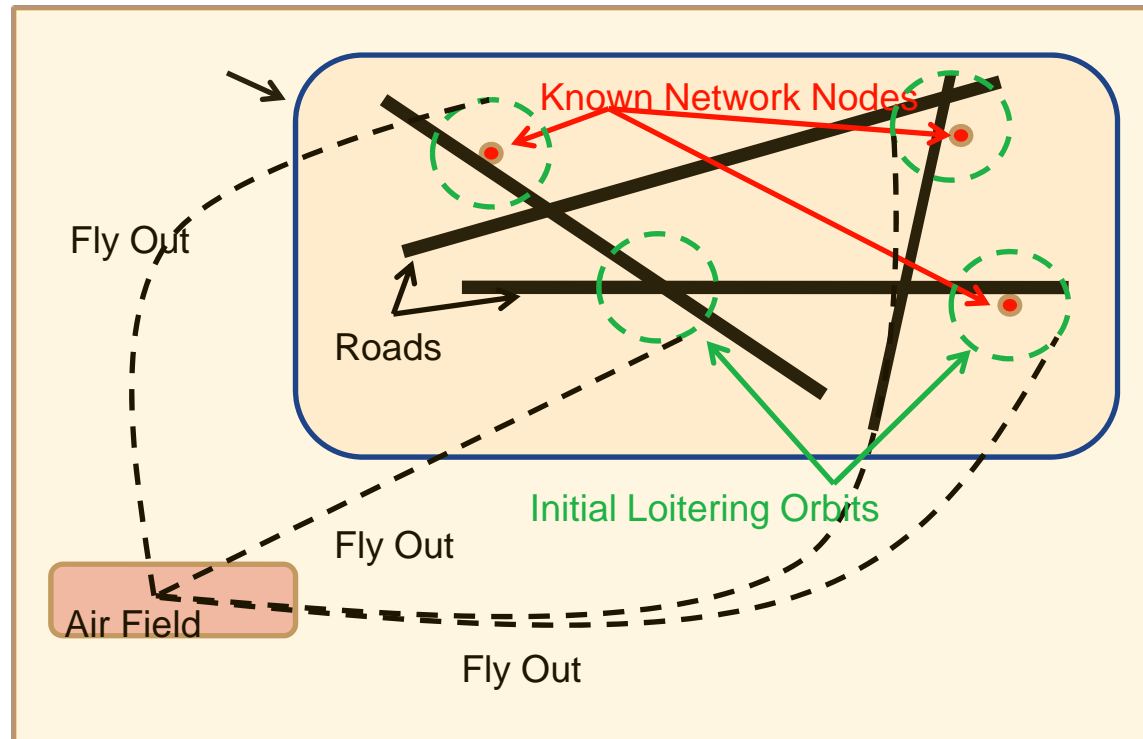 Known Network Nodes
Fly Out
Roads
Initial Loitering Orbits
Fly Out
Air Field
Fly Out